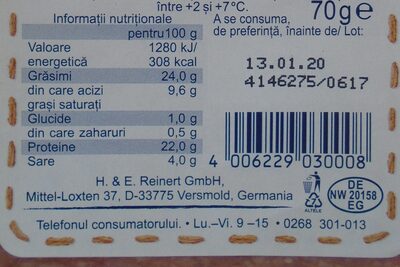 între +2 și +7°C.
70g e
Informații nutriționale
pentru 100 g
Valoare 1280 kJ/
energetică 308 kcal
Grăsimi 24,0 g
din care acizi 9,6 g
grași saturați
Glucide 1,0 g
din care zaharuri 0,5 g
Proteine 22,0 g
Sare 4,0 g
A se consuma,
de preferință, înainte de/ Lot:
13.01.20
4146275/0617
4 006229 030008
H. & E. Reinert GmbH,
Mittel-Loxten 37, D-33775 Versmold, Germania
ALTELE
DE
NW 20158
EG
Telefonul consumatorului. • Lu.–Vi. 9 –15 • 0268 301-013